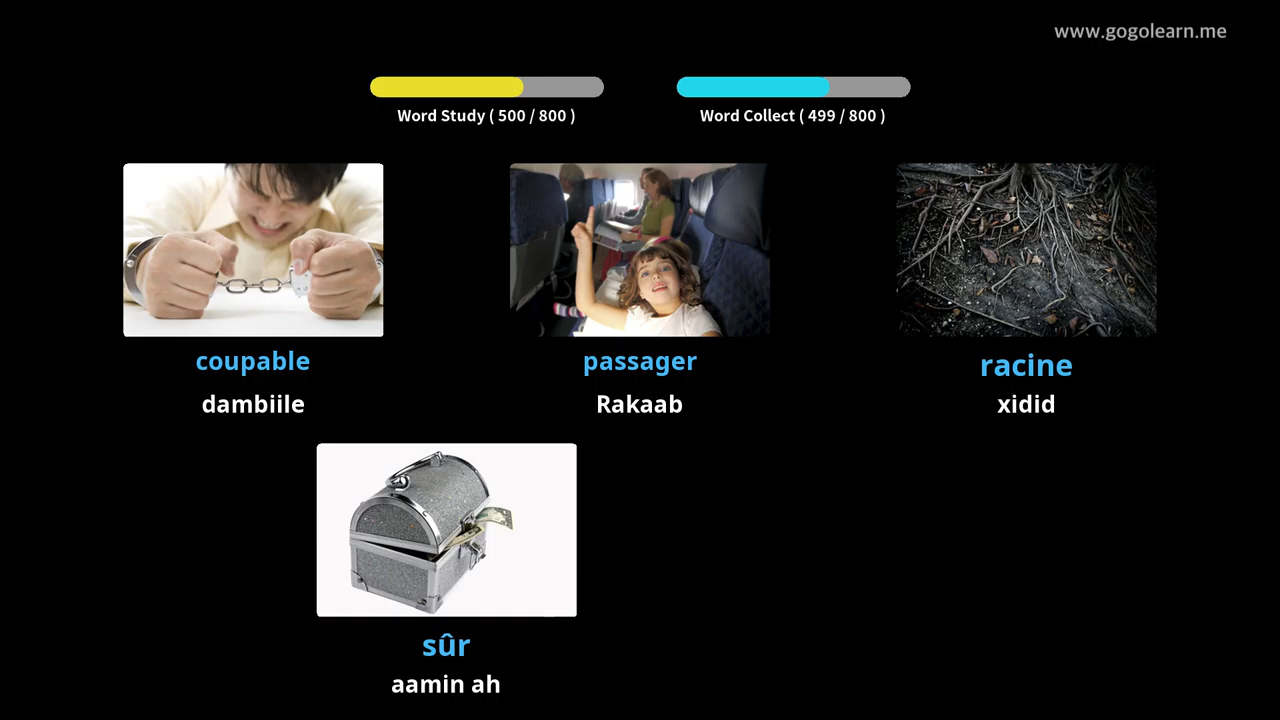 www.gogolearn.me
Word Study ( 500 / 800 )
Word Collect ( 499 / 800 )
coupable
dambiile
passager
Rakaab
racine
xidid
sûr
aamin ah